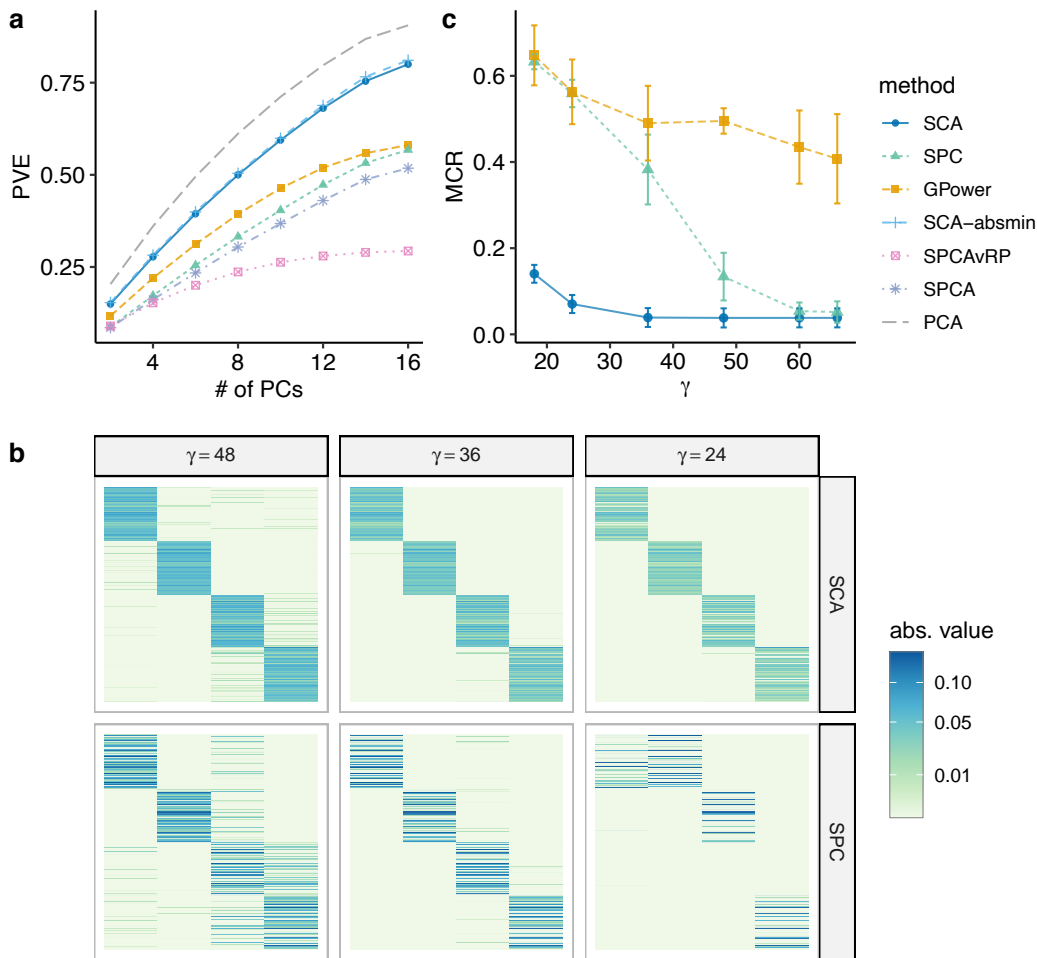 a
PVE
0.75
0.50
0.25
4
8
12
16
# of PCs
c
MCR
0.6
0.4
0.2
0.0
20
30
40
50
60
γ
method
SCA
SPC
GPower
SCA−absmin
SPCAvRP
SPCA
PCA
b
γ = 48
γ = 36
γ = 24
SCA
SPC
abs. value
0.10
0.05
0.01